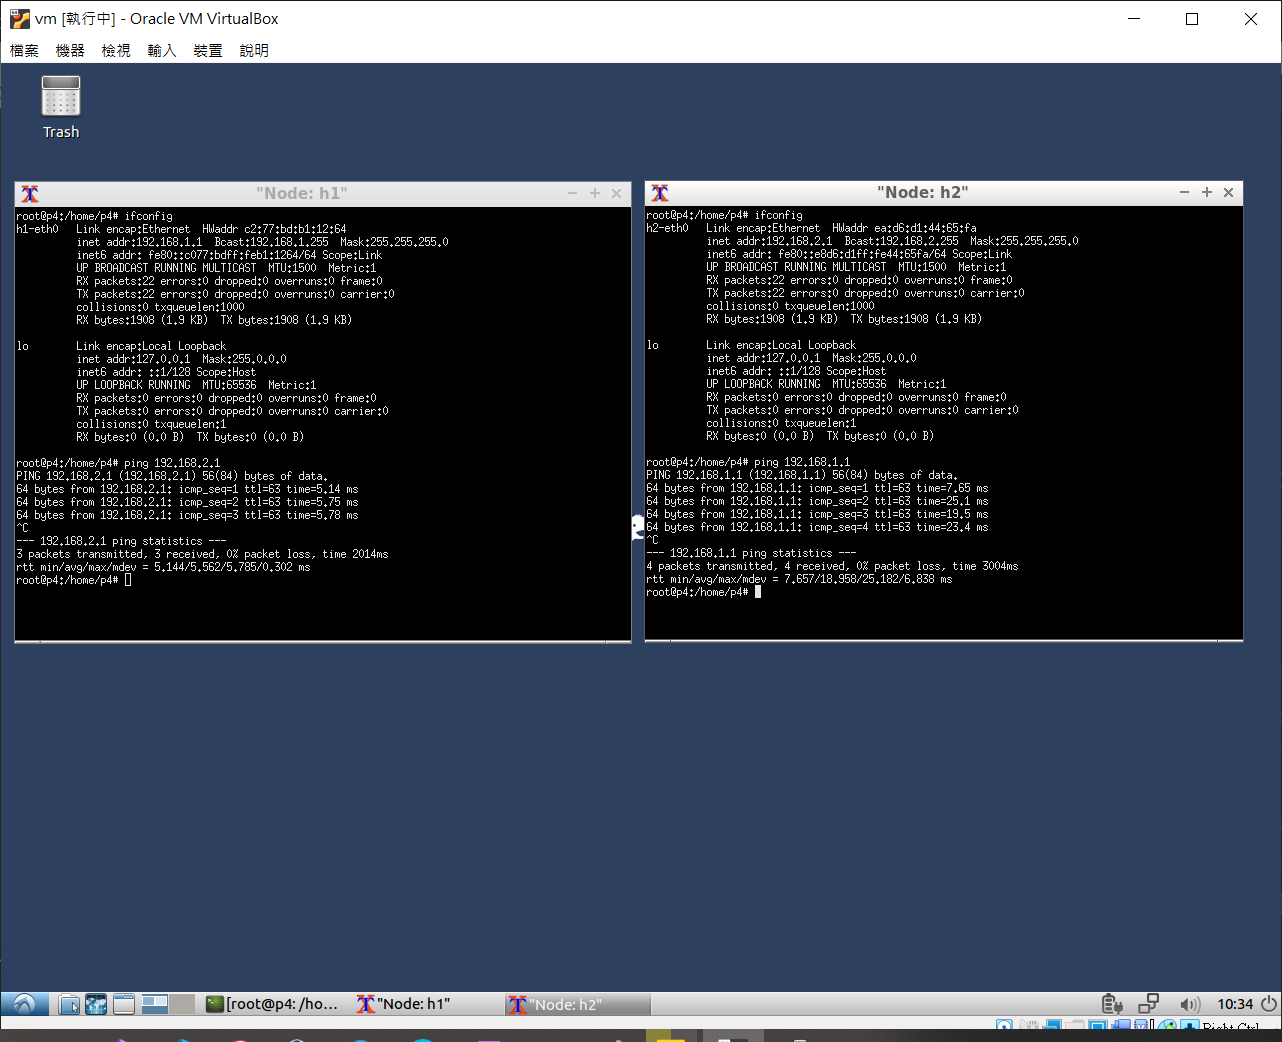 vm [執行中] - Oracle VM VirtualBox
檔案 機器 檢視 輸入 裝置 說明
Trash
"Node: h1"
root@p4:/home/p4# ifconfig
h1-eth0 Link encap:Ethernet HWaddr c2:77:bd:b1:12:64
inet addr:192.168.1.1 Bcast:192.168.1.255 Mask:255.255.255.0
inet6 addr: fe80::c077:bdff:feb1:1264/64 Scope:Link
UP BROADCAST RUNNING MULTICAST MTU:1500 Metric:1
RX packets:22 errors:0 dropped:0 overruns:0 frame:0
TX packets:22 errors:0 dropped:0 overruns:0 carrier:0
collisions:0 txqueuelen:1000
RX bytes:1908 (1.9 KB) TX bytes:1908 (1.9 KB)
lo Link encap:Local Loopback
inet addr:127.0.0.1 Mask:255.0.0.0
inet6 addr: ::1/128 Scope:Host
UP LOOPBACK RUNNING MTU:65536 Metric:1
RX packets:0 errors:0 dropped:0 overruns:0 frame:0
TX packets:0 errors:0 dropped:0 overruns:0 carrier:0
collisions:0 txqueuelen:1
RX bytes:0 (0.0 B) TX bytes:0 (0.0 B)
root@p4:/home/p4# ping 192.168.2.1
PING 192.168.2.1 (192.168.2.1) 56(84) bytes of data.
64 bytes from 192.168.2.1: icmp_seq=1 ttl=63 time=5.14 ms
64 bytes from 192.168.2.1: icmp_seq=2 ttl=63 time=5.75 ms
64 bytes from 192.168.2.1: icmp_seq=3 ttl=63 time=5.78 ms
^C
--- 192.168.2.1 ping statistics ---
3 packets transmitted, 3 received, 0% packet loss, time 2014ms
rtt min/avg/max/mdev = 5.144/5.562/5.785/0.302 ms
root@p4:/home/p4#
"Node: h2"
root@p4:/home/p4# ifconfig
h2-eth0 Link encap:Ethernet HWaddr ea:d6:d1:44:65:fa
inet addr:192.168.2.1 Bcast:192.168.2.255 Mask:255.255.255.0
inet6 addr: fe80::e8d6:d1ff:fe44:65fa/64 Scope:Link
UP BROADCAST RUNNING MULTICAST MTU:1500 Metric:1
RX packets:22 errors:0 dropped:0 overruns:0 frame:0
TX packets:22 errors:0 dropped:0 overruns:0 carrier:0
collisions:0 txqueuelen:1000
RX bytes:1908 (1.9 KB) TX bytes:1908 (1.9 KB)
lo Link encap:Local Loopback
inet addr:127.0.0.1 Mask:255.0.0.0
inet6 addr: ::1/128 Scope:Host
UP LOOPBACK RUNNING MTU:65536 Metric:1
RX packets:0 errors:0 dropped:0 overruns:0 frame:0
TX packets:0 errors:0 dropped:0 overruns:0 carrier:0
collisions:0 txqueuelen:1
RX bytes:0 (0.0 B) TX bytes:0 (0.0 B)
root@p4:/home/p4# ping 192.168.1.1
PING 192.168.1.1 (192.168.1.1) 56(84) bytes of data.
64 bytes from 192.168.1.1: icmp_seq=1 ttl=63 time=7.65 ms
64 bytes from 192.168.1.1: icmp_seq=2 ttl=63 time=25.1 ms
64 bytes from 192.168.1.1: icmp_seq=3 ttl=63 time=19.5 ms
64 bytes from 192.168.1.1: icmp_seq=4 ttl=63 time=23.4 ms
^C
--- 192.168.1.1 ping statistics ---
4 packets transmitted, 4 received, 0% packet loss, time 3004ms
rtt min/avg/max/mdev = 7.657/18.958/25.182/6.838 ms
root@p4:/home/p4#
[root@p4: /ho... "Node: h1" "Node: h2" 10:34
Right Ctrl